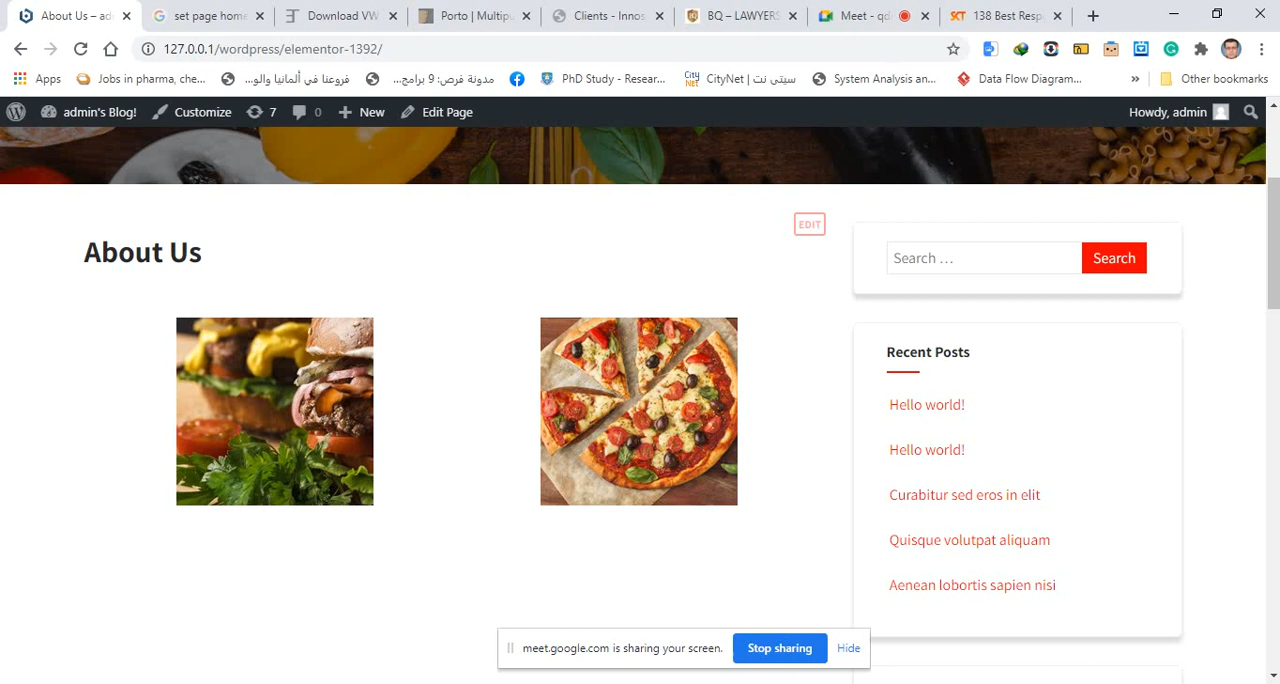 About Us – ad
set page home
Download VW
Porto | Multipu
Clients - Innos
BQ – LAWYERS
Meet - qd
SKT 138 Best Resp
127.0.0.1/wordpress/elementor-1392/
Apps
Jobs in pharma, che...
فروعنا في ألمانيا والو...
مدونة فرص: 9 برامج...
PhD Study - Resear...
City Net سيتي نت | CityNet
System Analysis an...
Data Flow Diagram...
»
Other bookmarks
admin's Blog!
Customize
7
0
New
Edit Page
Howdy, admin
About Us
EDIT
Search …
Search
Recent Posts
Hello world!
Hello world!
Curabitur sed eros in elit
Quisque volutpat aliquam
Aenean lobortis sapien nisi
meet.google.com is sharing your screen.
Stop sharing
Hide